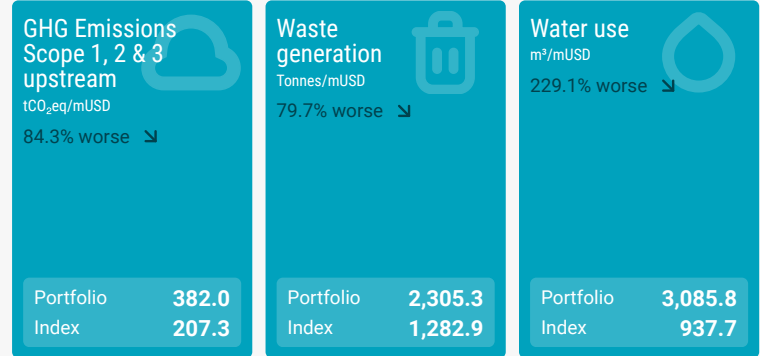 GHG Emissions
Scope 1, 2 & 3
upstream
tCO₂eq/mUSD
84.3% worse
Portfolio 382.0
Index 207.3
Waste
generation
Tonnes/mUSD
79.7% worse
Portfolio 2,305.3
Index 1,282.9
Water use
m³/mUSD
229.1% worse
Portfolio 3,085.8
Index 937.7